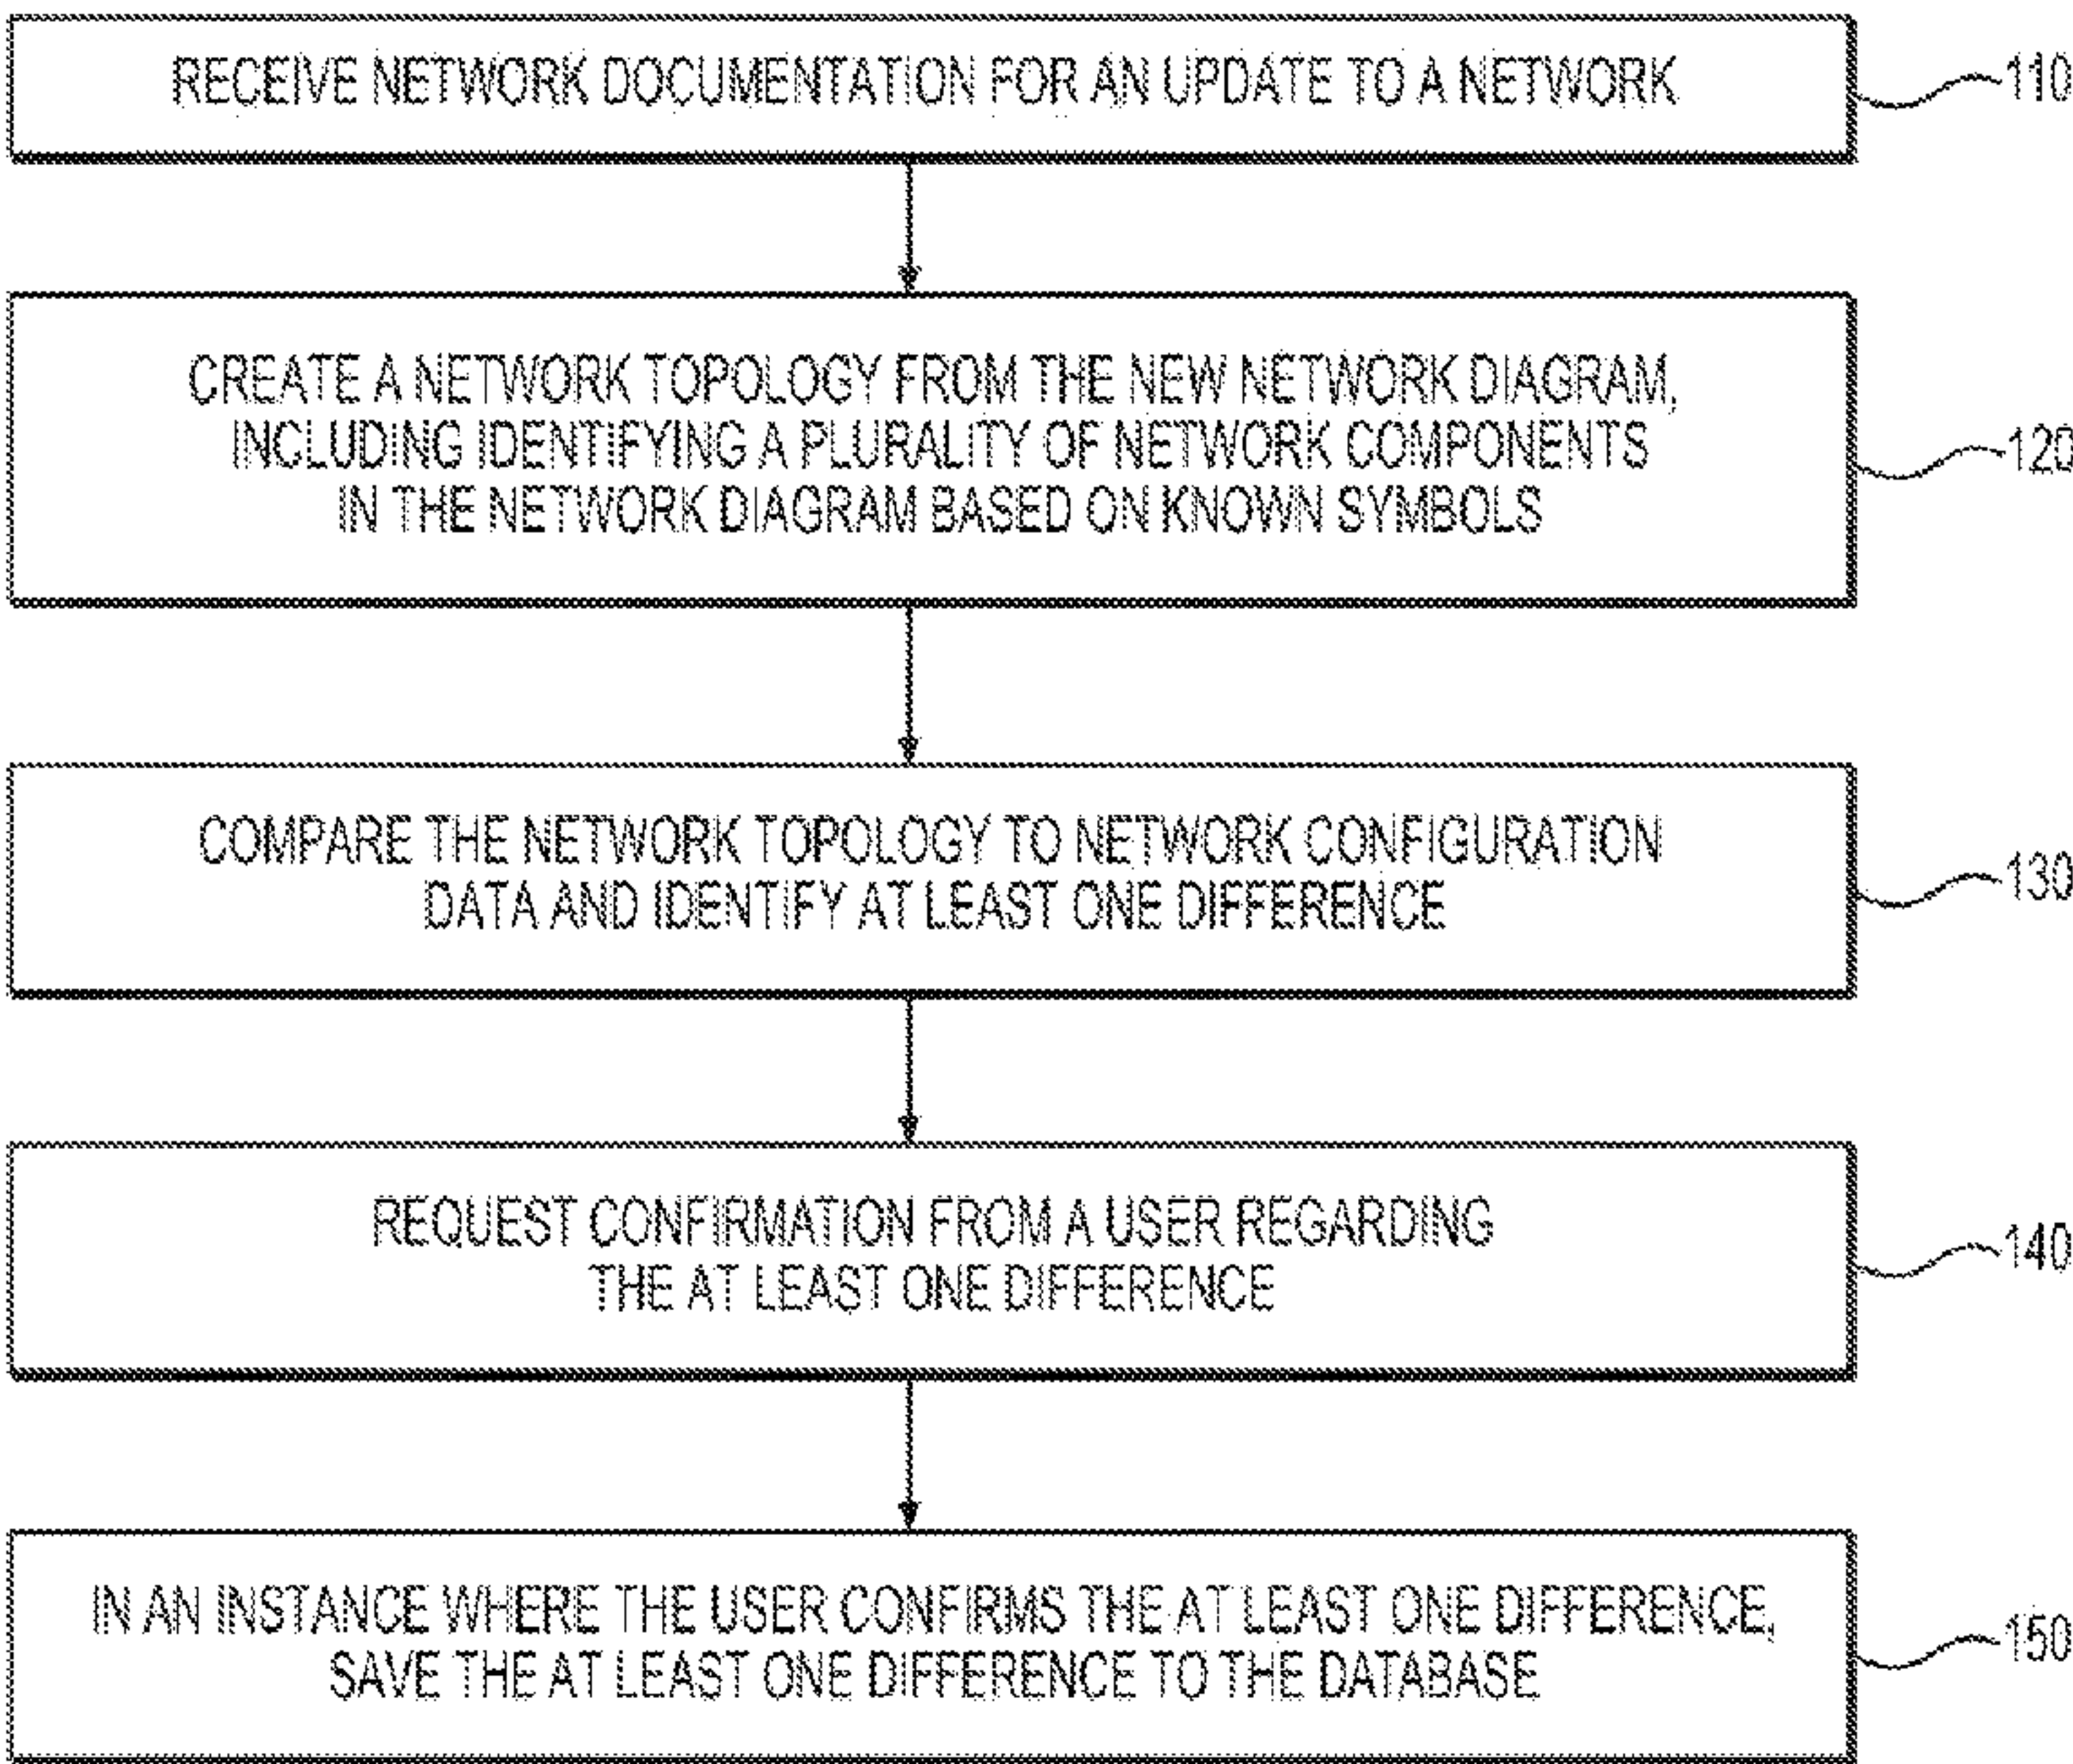 RECEIVE NETWORK DOCUMENTATION FOR AN UPDATE TO A NETWORK
110
CREATE A NETWORK TOPOLOGY FROM THE NEW NETWORK DIAGRAM,
INCLUDING IDENTIFYING A PLURALITY OF NETWORK COMPONENTS
IN THE NETWORK DIAGRAM BASED ON KNOWN SYMBOLS
120
COMPARE THE NETWORK TOPOLOGY TO NETWORK CONFIGURATION
DATA AND IDENTIFY AT LEAST ONE DIFFERENCE
130
REQUEST CONFIRMATION FROM A USER REGARDING
THE AT LEAST ONE DIFFERENCE
140
IN AN INSTANCE WHERE THE USER CONFIRMS THE AT LEAST ONE DIFFERENCE,
SAVE THE AT LEAST ONE DIFFERENCE TO THE DATABASE
150